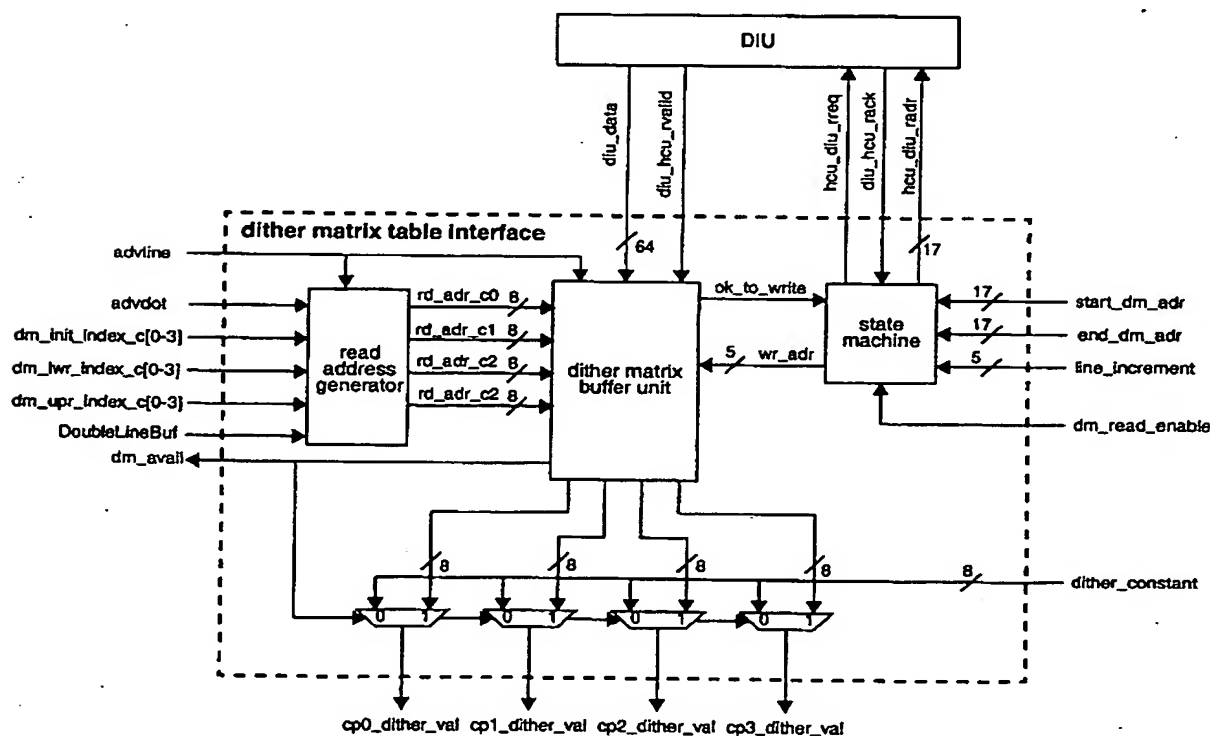 DIU
diu_data
diu_hcu_rvalid
hcu_diu_rreq
diu_hcu_rack
hcu_diu_radr
64
17
dither matrix table interface
advline
advdot
dm_init_index_c[0-3]
dm_lwr_index_c[0-3]
dm_upr_index_c[0-3]
DoubleLineBuf
dm_avail
read
address
generator
rd_adr_c0 8
rd_adr_c1 8
rd_adr_c2 8
rd_adr_c2 8
dither matrix
buffer unit
ok_to_write
5 wr_adr
state
machine
17 start_dm_adr
17 end_dm_adr
5 line_increment
dm_read_enable
8 8 8 8
8 dither_constant
0 1 0 1 0 1 0 1
cp0_dither_val cp1_dither_val cp2_dither_val cp3_dither_val